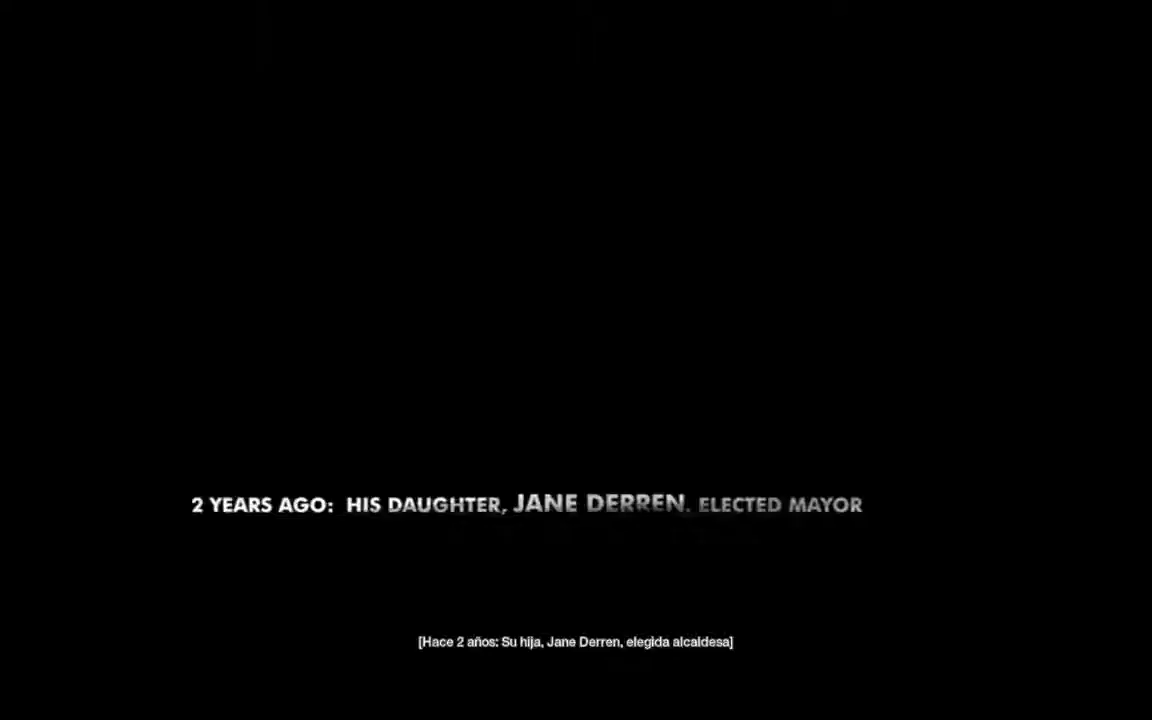 2 YEARS AGO: HIS DAUGHTER, JANE DERREN, ELECTED MAYOR
[Hace 2 años: Su hija, Jane Derren, elegida alcaldesa]